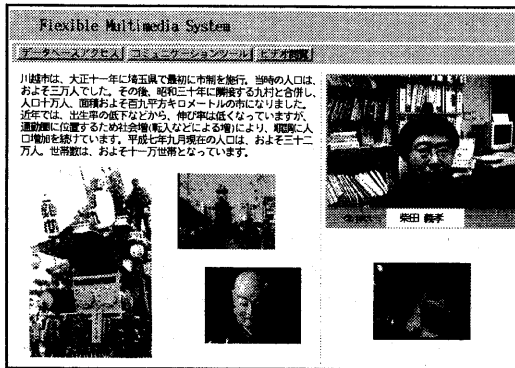 Flexible Multimedia System
データベースアクセス コミュニケーションツール ビデオ閲覧
川越市は、大正十一年に埼玉県で最初に市制を施行。当時の人口は、
およそ三万人でした。その後、昭和三十年に隣接する九村と合併し、
人口十万人、面積およそ百九平方キロメートルの市になりました。
近年では、出生率の低下などから、伸び率は低くなっていますが、
運動圏に位置するため社会増(転入などによる増)により、順調に人
口増加を続けています。平成七年九月現在の人口は、およそ三十二
万人。世帯数は、およそ十一万世帯となっています。
柴田 義孝